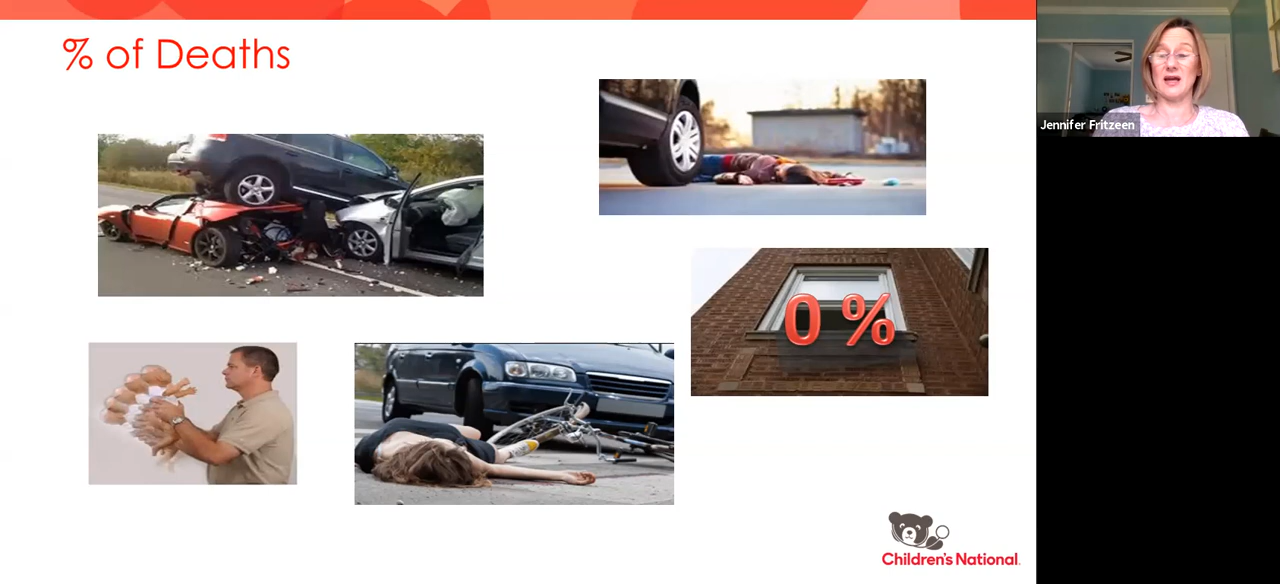 % of Deaths
Jennifer Fritzeen
0 %
Children's National.